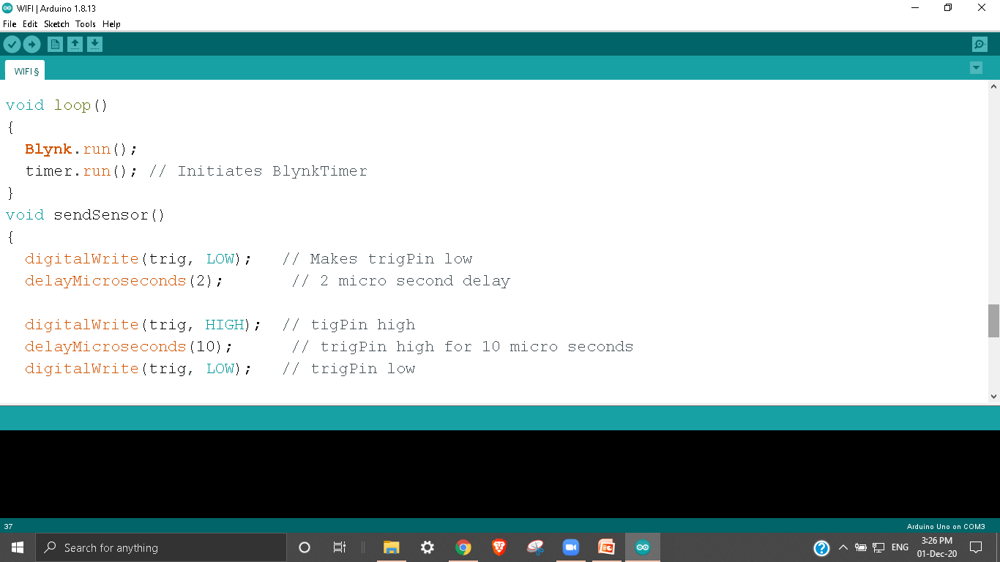 WIFI | Arduino 1.8.13
File Edit Sketch Tools Help
WIFI §
void loop()
{
  Blynk.run();
  timer.run(); // Initiates BlynkTimer
}
void sendSensor()
{
  digitalWrite(trig, LOW);   // Makes trigPin low
  delayMicroseconds(2);       // 2 micro second delay
  digitalWrite(trig, HIGH);  // tigPin high
  delayMicroseconds(10);      // trigPin high for 10 micro seconds
  digitalWrite(trig, LOW);   // trigPin low
37
Arduino Uno on COM3
Search for anything
ENG
3:26 PM
01-Dec-20